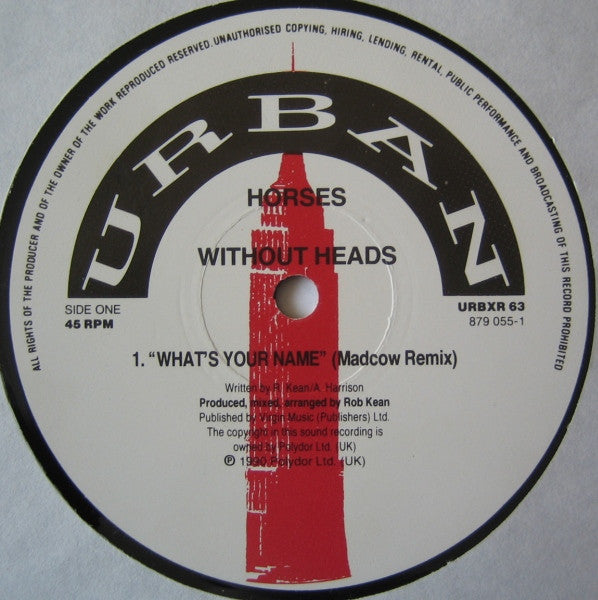 ALL RIGHTS OF THE PRODUCER AND OF THE OWNER OF THE WORK REPRODUCED RESERVED. UNAUTHORISED COPYING, HIRING, LENDING, RENTAL, PUBLIC PERFORMANCE AND BROADCASTING OF THIS RECORD PROHIBITED
URBAN
HORSES
WITHOUT HEADS
SIDE ONE
45 RPM
URBXR 63
879 055-1
1. “WHAT'S YOUR NAME” (Madcow Remix)
Written by R. Kean/A. Harrison
Produced, mixed, arranged by Rob Kean
Published by Virgin Music (Publishers) Ltd.
The copyright in this sound recording is
owned by Polydor Ltd. (UK)
℗ 1990 Polydor Ltd. (UK)